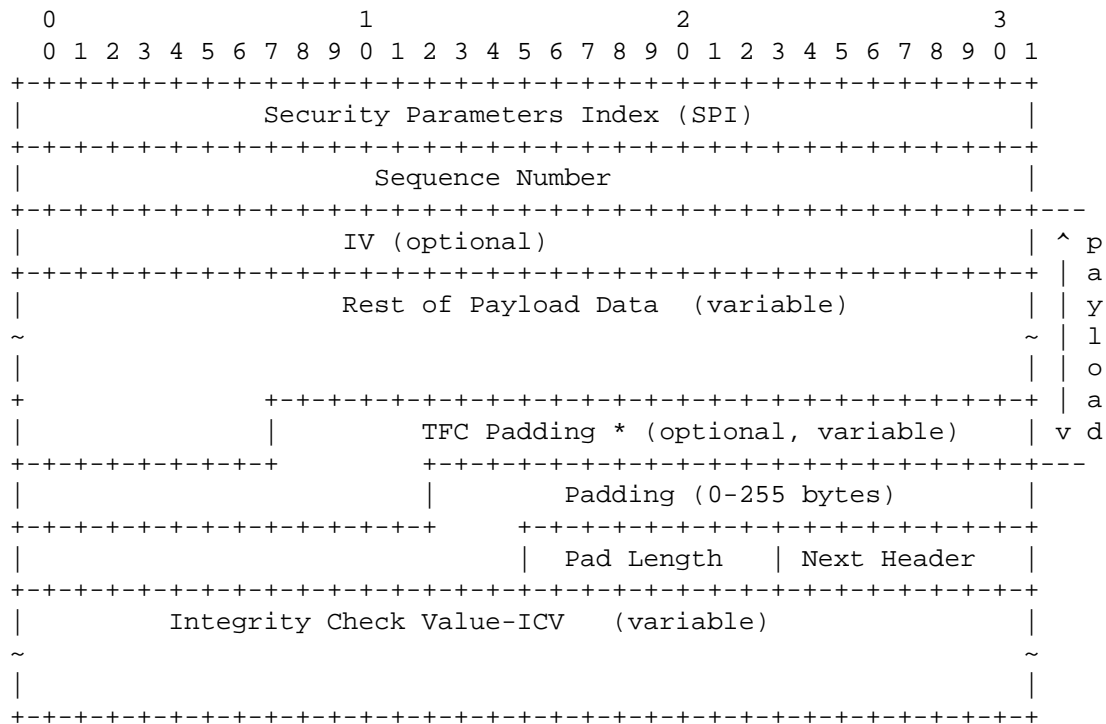 0                   1                   2                   3
 0 1 2 3 4 5 6 7 8 9 0 1 2 3 4 5 6 7 8 9 0 1 2 3 4 5 6 7 8 9 0 1
+-+-+-+-+-+-+-+-+-+-+-+-+-+-+-+-+-+-+-+-+-+-+-+-+-+-+-+-+-+-+-+-+
|               Security Parameters Index (SPI)                 |
+-+-+-+-+-+-+-+-+-+-+-+-+-+-+-+-+-+-+-+-+-+-+-+-+-+-+-+-+-+-+-+-+
|                      Sequence Number                          |
+-+-+-+-+-+-+-+-+-+-+-+-+-+-+-+-+-+-+-+-+-+-+-+-+-+-+-+-+-+-+-+-+---
|                    IV (optional)                              | ^ p
+-+-+-+-+-+-+-+-+-+-+-+-+-+-+-+-+-+-+-+-+-+-+-+-+-+-+-+-+-+-+-+-+ | a
|                    Rest of Payload Data  (variable)           | | y
~                                                               ~ | l
|                                                               | | o
+               +-+-+-+-+-+-+-+-+-+-+-+-+-+-+-+-+-+-+-+-+-+-+-+-+ | a
|               |         TFC Padding * (optional, variable)    | v d
+-+-+-+-+-+-+-+-+         +-+-+-+-+-+-+-+-+-+-+-+-+-+-+-+-+-+-+-+---
|                         |        Padding (0-255 bytes)        |
+-+-+-+-+-+-+-+-+-+-+-+-+-+     +-+-+-+-+-+-+-+-+-+-+-+-+-+-+-+-+
|                               |  Pad Length   | Next Header   |
+-+-+-+-+-+-+-+-+-+-+-+-+-+-+-+-+-+-+-+-+-+-+-+-+-+-+-+-+-+-+-+-+
|         Integrity Check Value-ICV   (variable)                |
~                                                               ~
|                                                               |
+-+-+-+-+-+-+-+-+-+-+-+-+-+-+-+-+-+-+-+-+-+-+-+-+-+-+-+-+-+-+-+-+